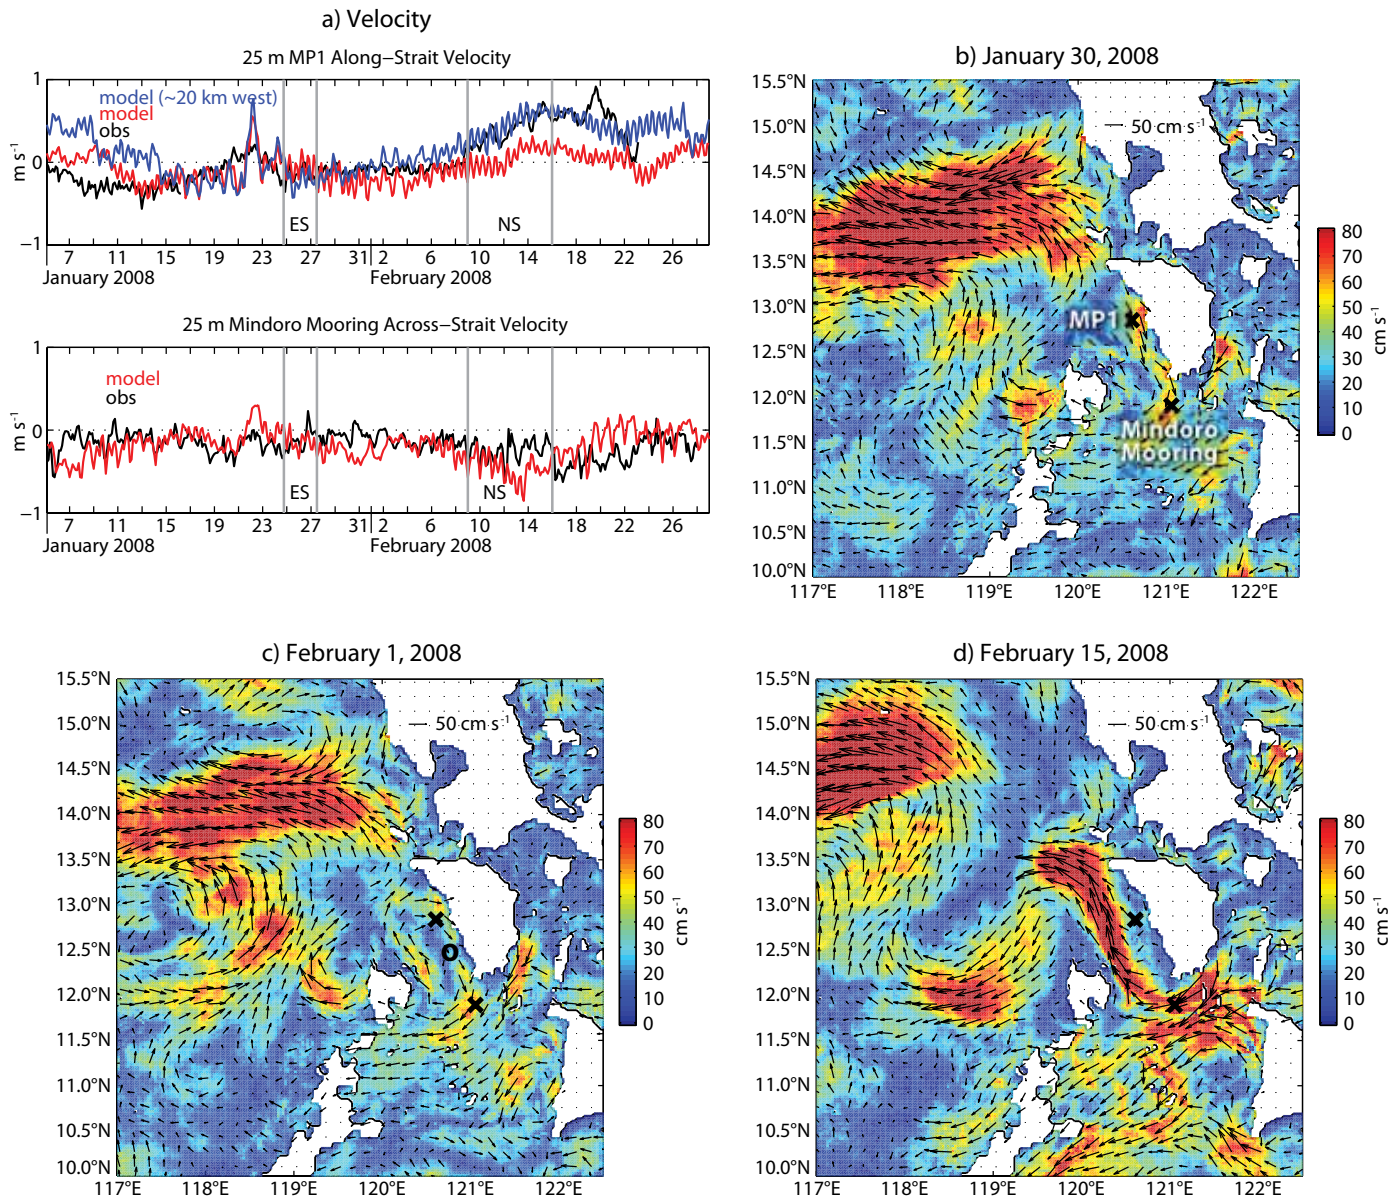 a) Velocity
25 m MP1 Along−Strait Velocity
1
0
−1
m s-1
model (~20 km west)
model
obs
ES
NS
7 11 15 19 23 27 31 2 6 10 14 18 22 26
January 2008 February 2008
25 m Mindoro Mooring Across−Strait Velocity
1
0
−1
m s-1
model
obs
ES
NS
7 11 15 19 23 27 31 2 6 10 14 18 22 26
January 2008 February 2008
b) January 30, 2008
15.5°N
15.0°N
14.5°N
14.0°N
13.5°N
13.0°N
12.5°N
12.0°N
11.5°N
11.0°N
10.5°N
10.0°N
117°E 118°E 119°E 120°E 121°E 122°E
50 cm s-1
MP1
Mindoro
Mooring
80
70
60
50
40
30
20
10
0
cm s-1
c) February 1, 2008
15.5°N
15.0°N
14.5°N
14.0°N
13.5°N
13.0°N
12.5°N
12.0°N
11.5°N
11.0°N
10.5°N
10.0°N
117°E 118°E 119°E 120°E 121°E 122°E
50 cm s-1
o
80
70
60
50
40
30
20
10
0
cm s-1
d) February 15, 2008
15.5°N
15.0°N
14.5°N
14.0°N
13.5°N
13.0°N
12.5°N
12.0°N
11.5°N
11.0°N
10.5°N
10.0°N
117°E 118°E 119°E 120°E 121°E 122°E
50 cm s-1
80
70
60
50
40
30
20
10
0
cm s-1